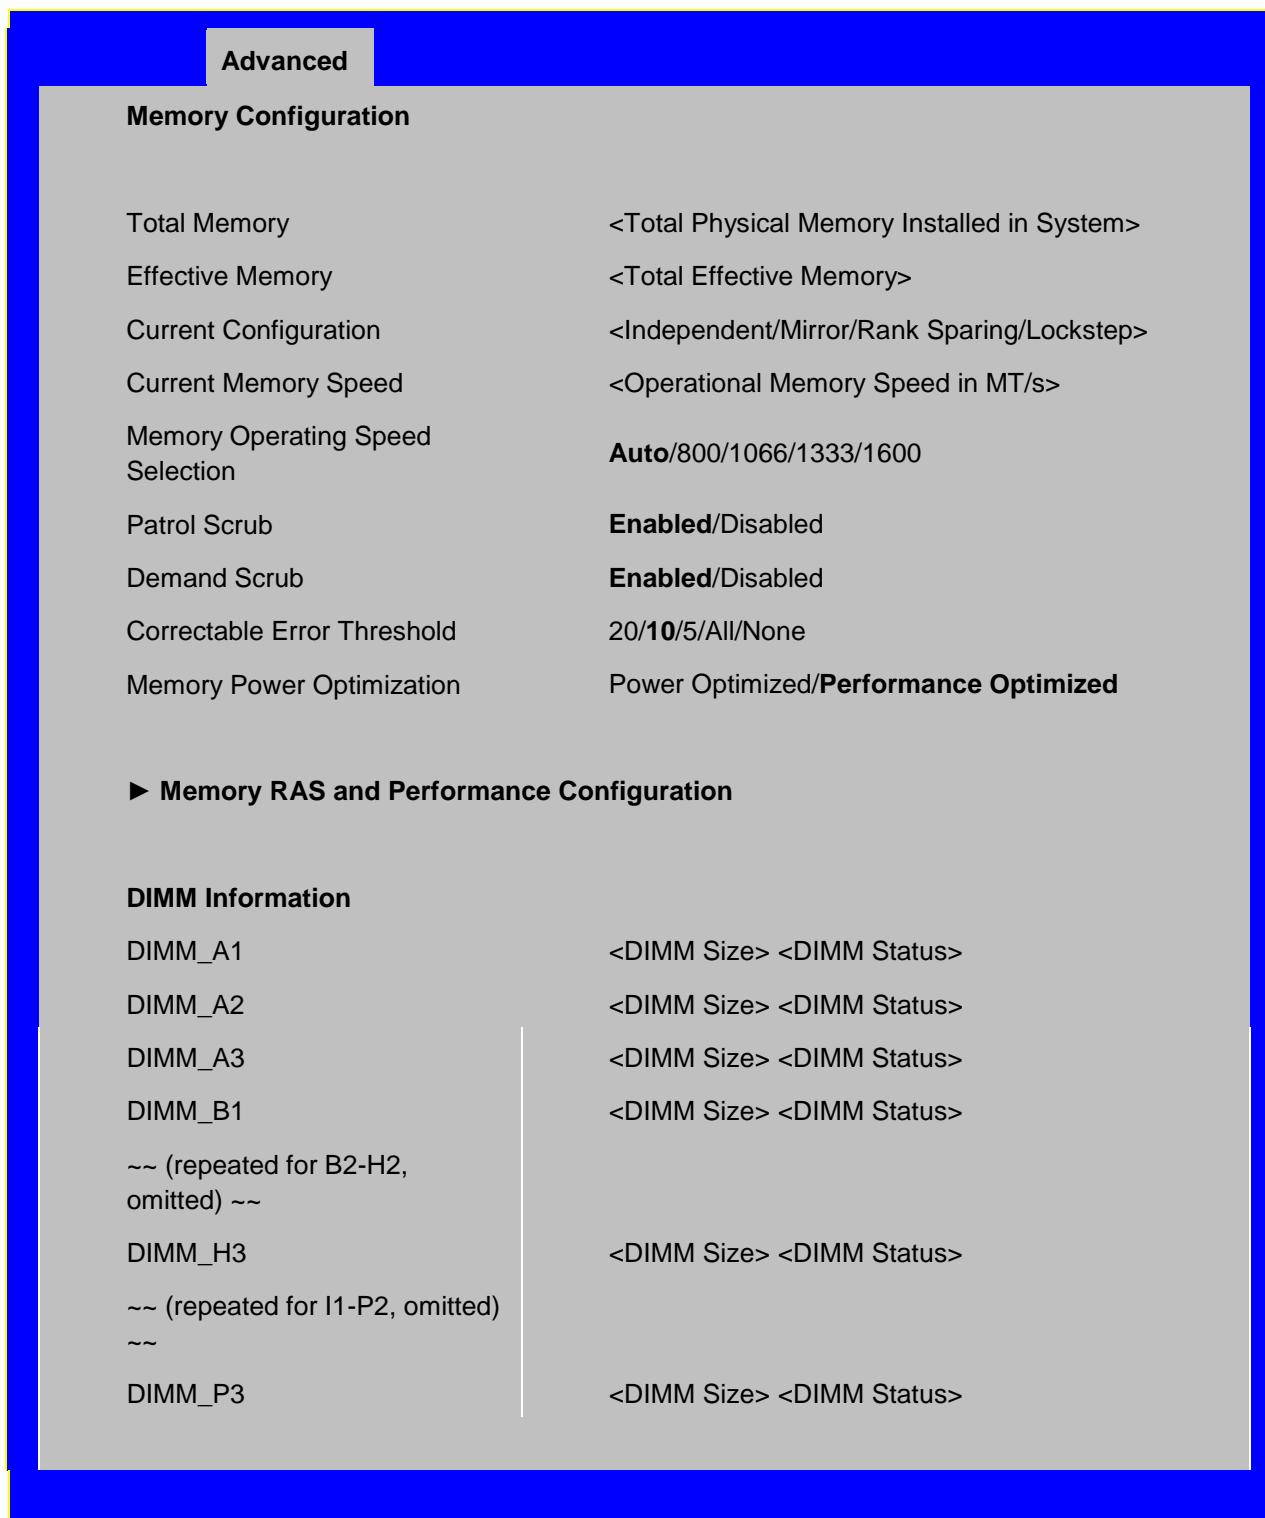 Advanced
Memory Configuration
Total Memory <Total Physical Memory Installed in System>
Effective Memory <Total Effective Memory>
Current Configuration <Independent/Mirror/Rank Sparing/Lockstep>
Current Memory Speed <Operational Memory Speed in MT/s>
Memory Operating Speed
Selection Auto/800/1066/1333/1600
Patrol Scrub Enabled/Disabled
Demand Scrub Enabled/Disabled
Correctable Error Threshold 20/10/5/All/None
Memory Power Optimization Power Optimized/Performance Optimized
► Memory RAS and Performance Configuration
DIMM Information
DIMM_A1 <DIMM Size> <DIMM Status>
DIMM_A2 <DIMM Size> <DIMM Status>
DIMM_A3 <DIMM Size> <DIMM Status>
DIMM_B1 <DIMM Size> <DIMM Status>
~~ (repeated for B2-H2,
omitted) ~~
DIMM_H3 <DIMM Size> <DIMM Status>
~~ (repeated for I1-P2, omitted)
~~
DIMM_P3 <DIMM Size> <DIMM Status>